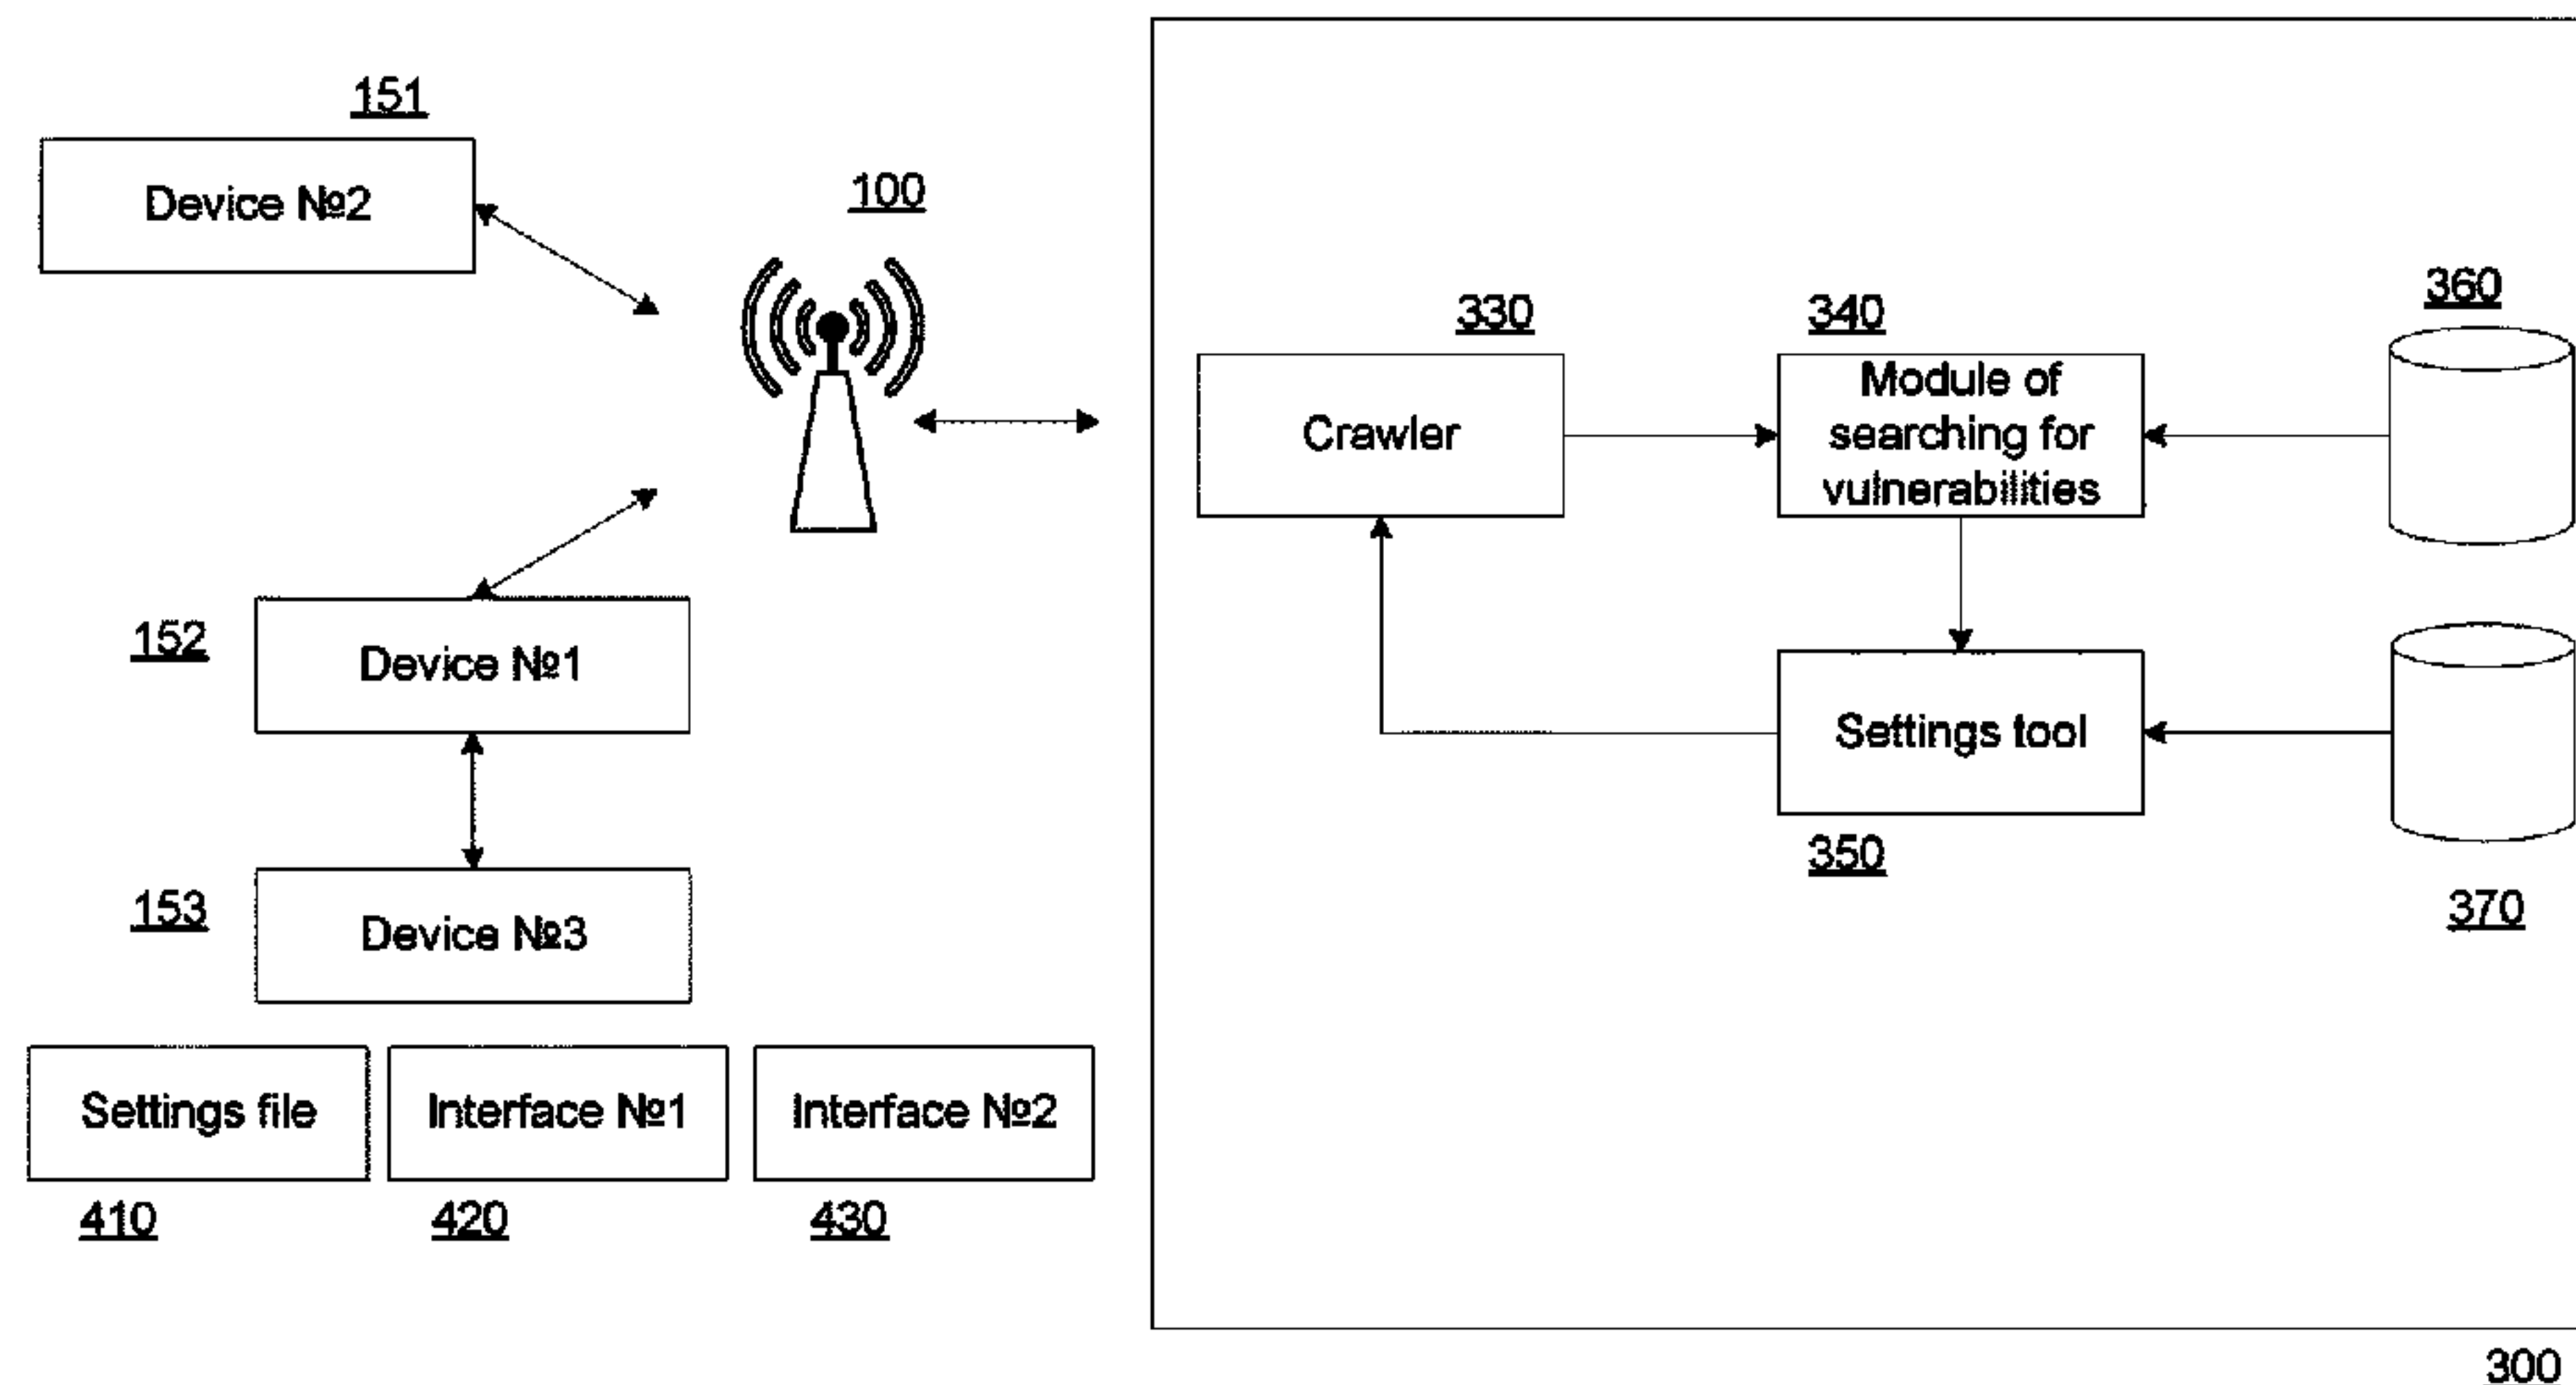 151
Device №2
100
152
Device №1
153
Device №3
Settings file
Interface №1
Interface №2
410
420
430
330
Crawler
340
Module of
searching for
vulnerabilities
360
Settings tool
350
370
300